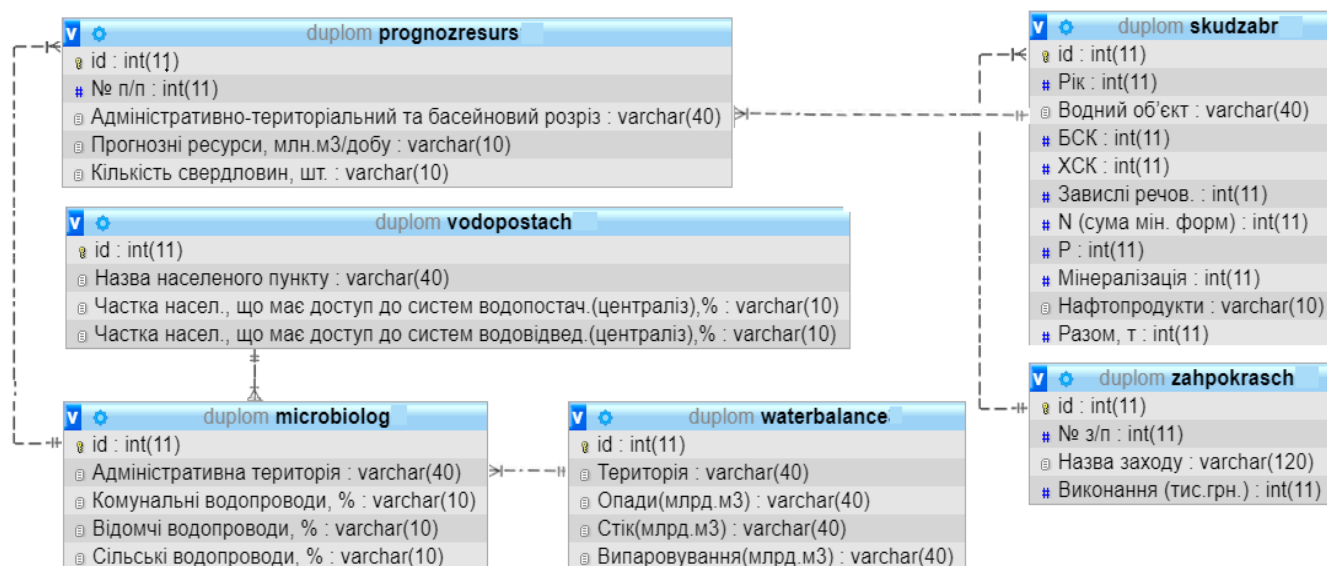 duplom prognozresurs
id : int(11)
№ п/п : int(11)
Адміністративно-територіальний та басейновий розріз : varchar(40)
Прогнозні ресурси, млн.м3/добу : varchar(10)
Кількість свердловин, шт. : varchar(10)
duplom skudzabr
id : int(11)
Рік : int(11)
Водний об’єкт : varchar(40)
БСК : int(11)
ХСК : int(11)
Завислі речов. : int(11)
N (сума мін. форм) : int(11)
P : int(11)
Мінералізація : int(11)
Нафтопродукти : varchar(10)
Разом, т : int(11)
duplom vodopostach
id : int(11)
Назва населеного пункту : varchar(40)
Частка насел., що має доступ до систем водопостач.(централіз),% : varchar(10)
Частка насел., що має доступ до систем водовідвед.(централіз),% : varchar(10)
duplom microbiolog
id : int(11)
Адміністративна територія : varchar(40)
Комунальні водопроводи, % : varchar(10)
Відомчі водопроводи, % : varchar(10)
Сільські водопроводи, % : varchar(10)
duplom waterbalance
id : int(11)
Територія : varchar(40)
Опади(млрд.м3) : varchar(40)
Стік(млрд.м3) : varchar(40)
Випаровування(млрд.м3) : varchar(40)
duplom zahpokrasch
id : int(11)
№ з/п : int(11)
Назва заходу : varchar(120)
Виконання (тис.грн.) : int(11)